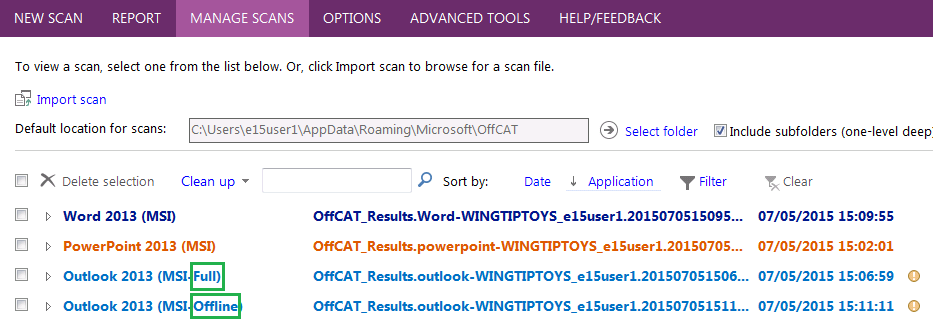 NEW SCAN REPORT MANAGE SCANS OPTIONS ADVANCED TOOLS HELP/FEEDBACK
To view a scan, select one from the list below. Or, click Import scan to browse for a scan file.
Import scan
Default location for scans: C:\Users\e15user1\AppData\Roaming\Microsoft\OffCAT Select folder Include subfolders (one-level deep)
Delete selection Clean up Sort by: Date Application Filter Clear
Word 2013 (MSI) OffCAT_Results.Word-WINGTIPTOYS_e15user1.2015070515095... 07/05/2015 15:09:55
PowerPoint 2013 (MSI) OffCAT_Results.powerpoint-WINGTIPTOYS_e15user1.20150705... 07/05/2015 15:02:01
Outlook 2013 (MSI-Full) OffCAT_Results.outlook-WINGTIPTOYS_e15user1.201507051506... 07/05/2015 15:06:59
Outlook 2013 (MSI-Offline) OffCAT_Results.outlook-WINGTIPTOYS_e15user1.201507051511... 07/05/2015 15:11:11